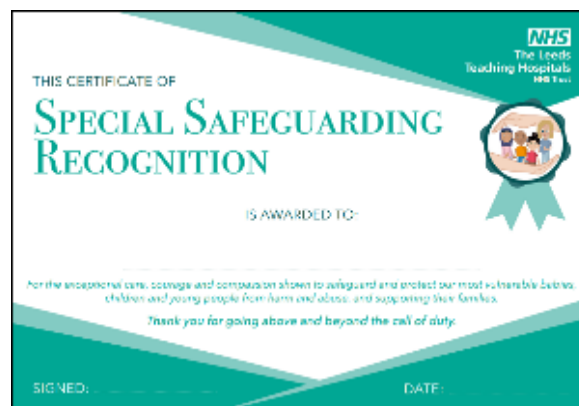 NHS
The Leeds
Teaching Hospitals
NHS Trust
THIS CERTIFICATE OF
SPECIAL SAFEGUARDING
RECOGNITION
IS AWARDED TO:
For the exceptional care, courage and compassion shown to safeguard and protect our most vulnerable babies,
children and young people from harm and abuse, and supporting their families.
Thank you for going above and beyond the call of duty.
SIGNED:
DATE: